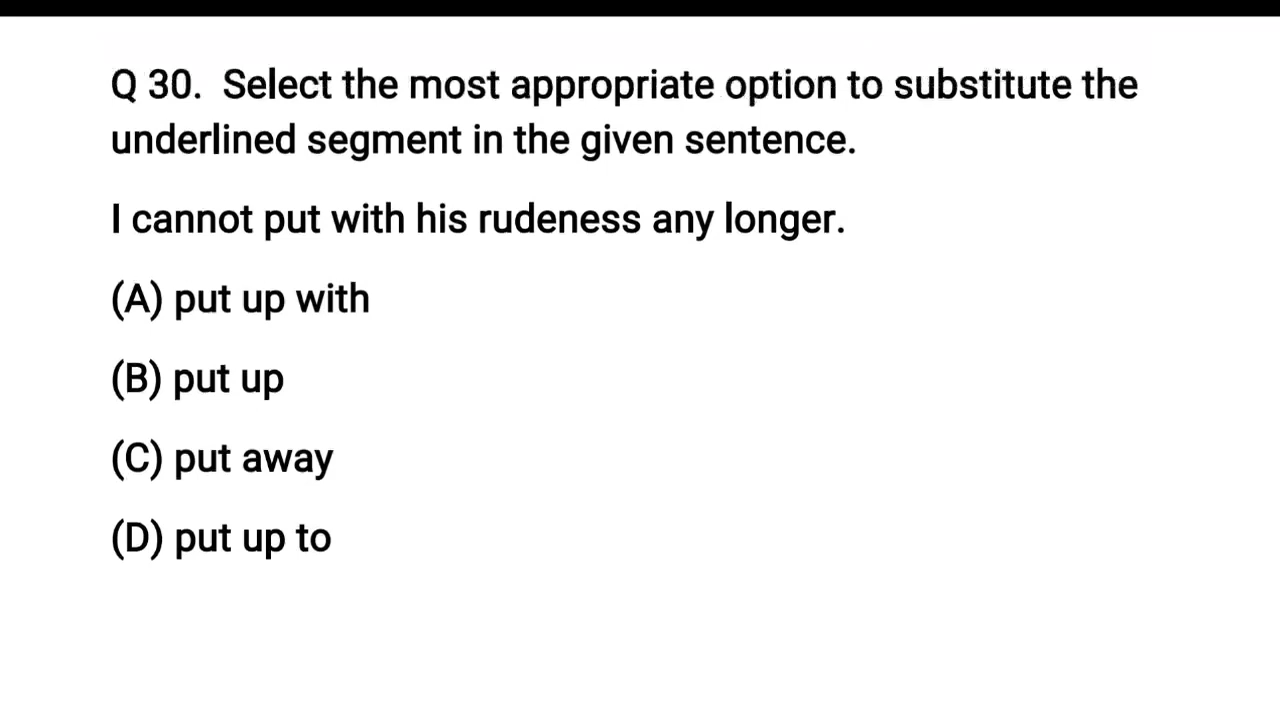 Q 30.  Select the most appropriate option to substitute the
underlined segment in the given sentence.
I cannot put with his rudeness any longer.
(A) put up with
(B) put up
(C) put away
(D) put up to